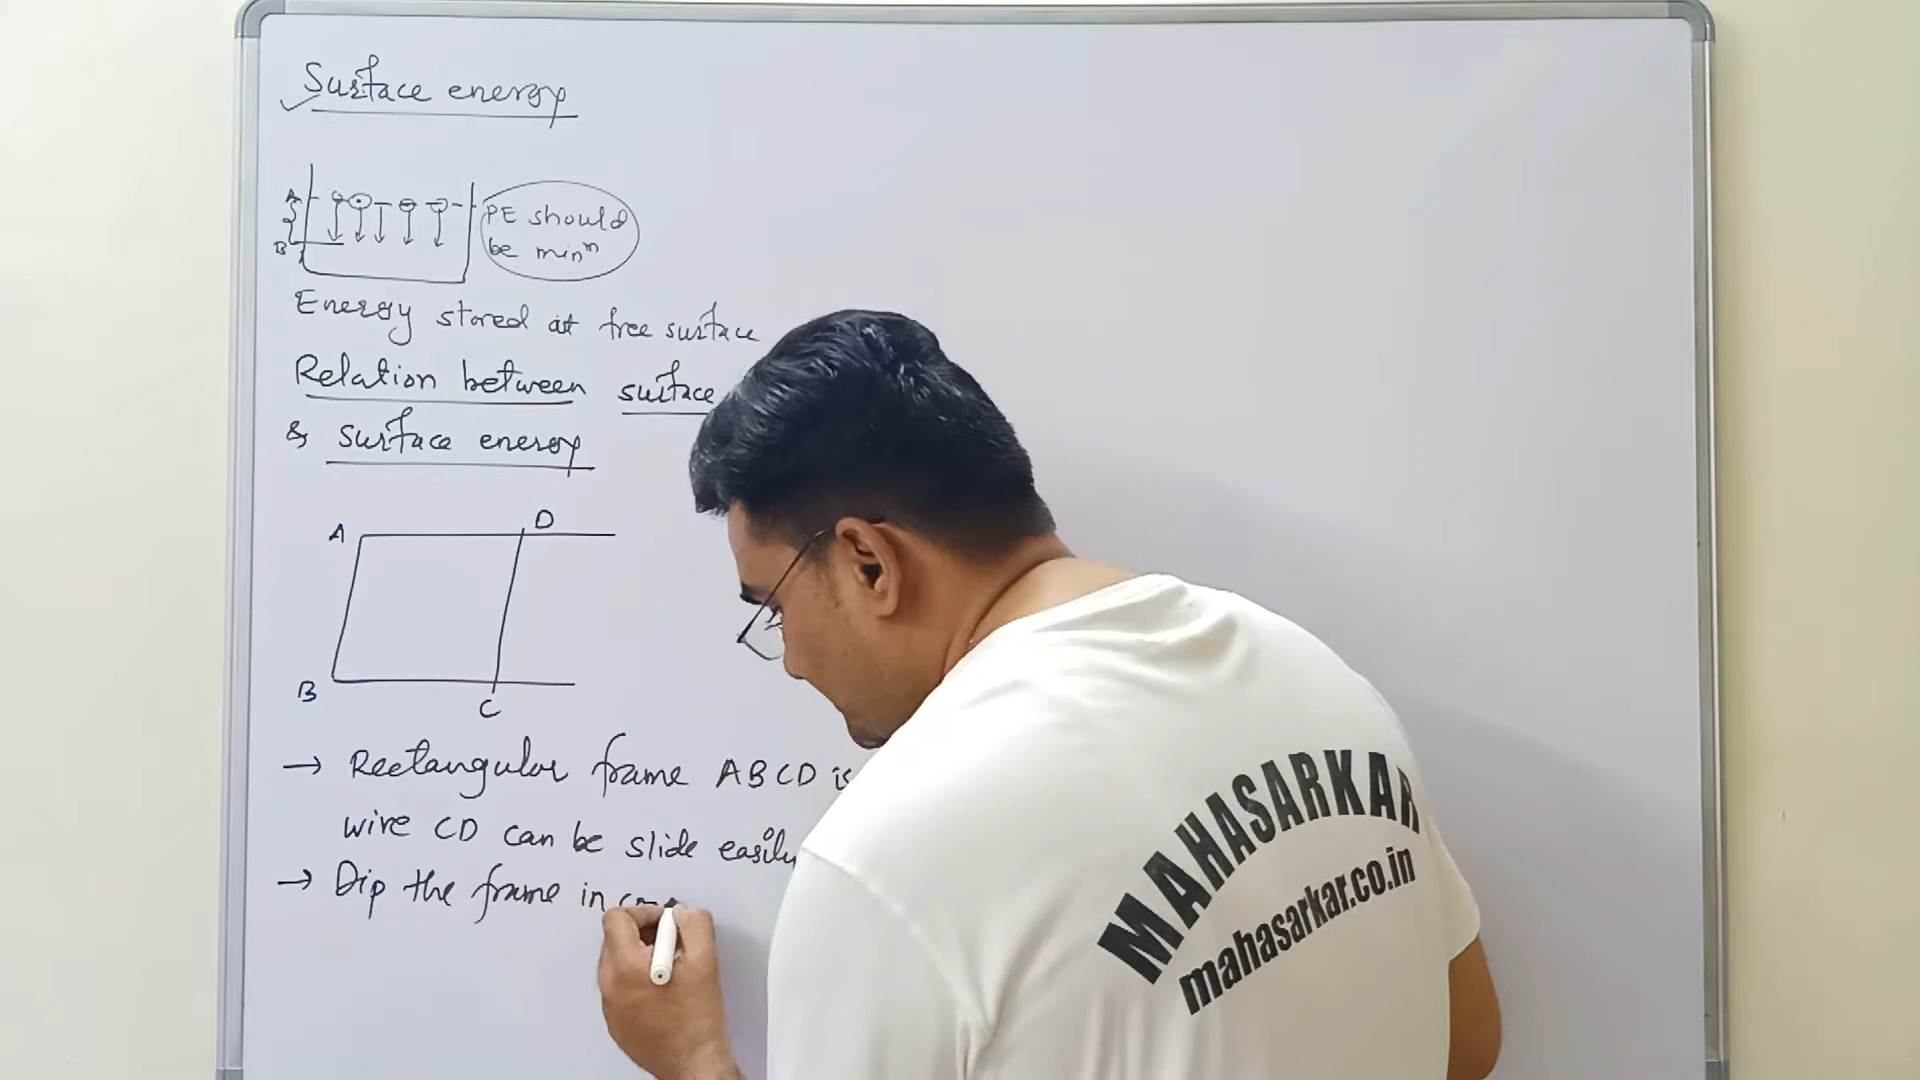 Surface energy
A
B
PE should
be minᵐ
Energy stored at free surface
Relation between surface
& surface energy
A
D
B
C
→ Rectangular frame ABCD is
wire CD can be slide easily
→ Dip the frame in
MAHASARKAR
mahasarkar.co.in